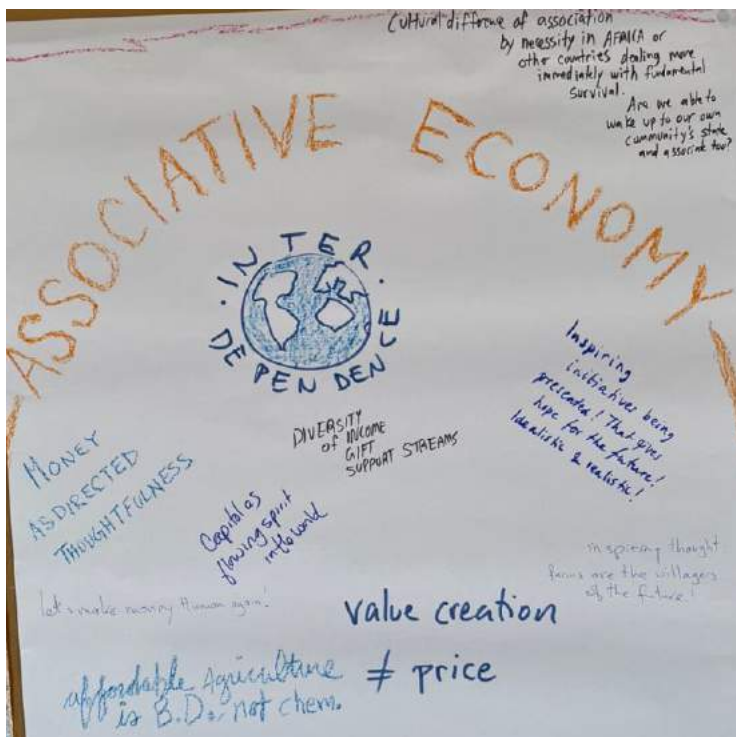 Cultural difference of association
by necessity in AFRICA or
other countries dealing more
immediately with fundamental
survival.
Are we able to
wake up to our own
community's state
and associate too?
ASSOCIATIVE ECONOMY
INTER
DEPENDENCE
Inspiring
initiatives being
presented! That gives
hope for the future!
Idealistic & realistic!
DIVERSITY
of INCOME
GIFT
SUPPORT STREAMS
MONEY
AS DIRECTED
THOUGHTFULNESS
Capital as
flowing spirit
in the world
inspiring thought
farms are the villagers
of the future!
let's make money Human again!
value creation
≠ price
affordable Agriculture
is B.D., not chem.